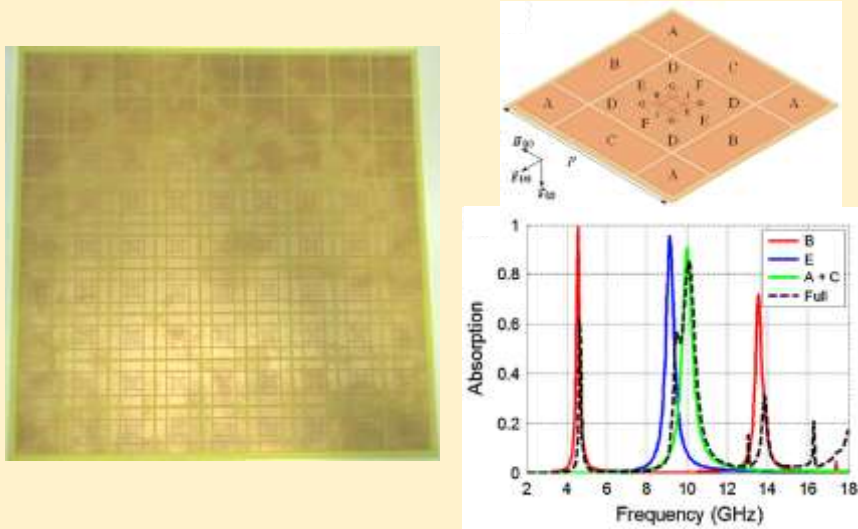 A
B
D
C
E
G
F
A
D
G
G
D
A
F
G
E
C
D
B
A
P
1
0.8
0.6
0.4
0.2
0
Absorption
B
E
A + C
Full
2
4
6
8
10
12
14
16
18
Frequency (GHz)